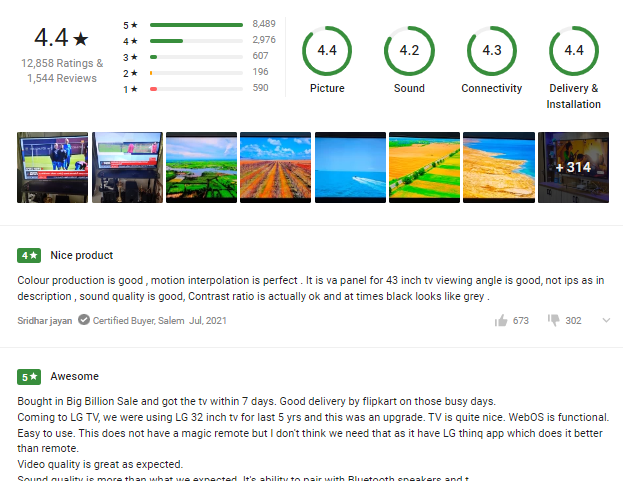 4.4★
12,858 Ratings &
1,544 Reviews
5★ 8,489
4★ 2,976
3★ 607
2★ 196
1★ 590
4.4
Picture
4.2
Sound
4.3
Connectivity
4.4
Delivery &
Installation
+ 314
4★ Nice product
Colour production is good , motion interpolation is perfect . It is va panel for 43 inch tv viewing angle is good, not ips as in
description , sound quality is good, Contrast ratio is actually ok and at times black looks like grey .
Sridhar jayan Certified Buyer, Salem Jul, 2021
673 302
5★ Awesome
Bought in Big Billion Sale and got the tv within 7 days. Good delivery by flipkart on those busy days.
Coming to LG TV, we were using LG 32 inch tv for last 5 yrs and this was an upgrade. TV is quite nice. WebOS is functional.
Easy to use. This does not have a magic remote but I don't think we need that as it have LG thinq app which does it better
than remote.
Video quality is great as expected.
Sound quality is more than what we expected. It's ability to pair with Bluetooth speakers and